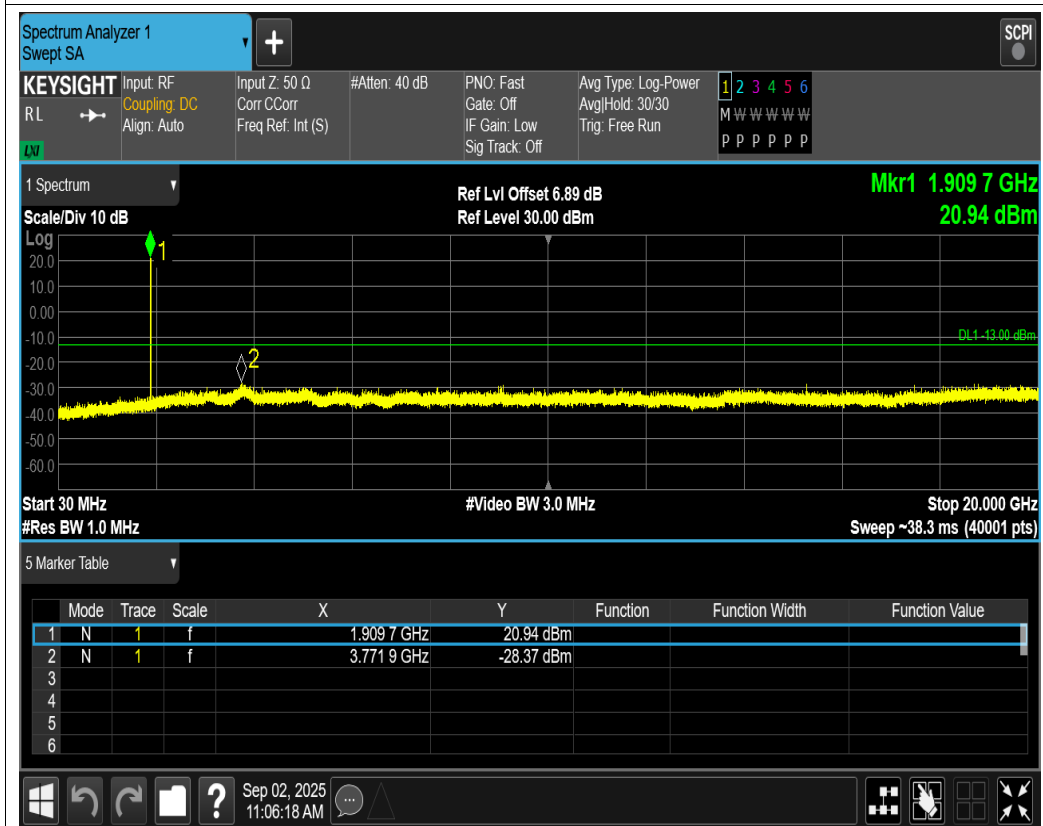 Spectrum Analyzer 1
Swept SA
SCPI
KEYSIGHT
RL
LXI
Input: RF
Coupling: DC
Align: Auto
Input Z: 50 Ω
Corr CCorr
Freq Ref: Int (S)
#Atten: 40 dB
PNO: Fast
Gate: Off
IF Gain: Low
Sig Track: Off
Avg Type: Log-Power
Avg|Hold: 30/30
Trig: Free Run
1 2 3 4 5 6
M W W W W W
P P P P P P
1 Spectrum
Scale/Div 10 dB
Ref Lvl Offset 6.89 dB
Ref Level 30.00 dBm
Mkr1 1.909 7 GHz
20.94 dBm
Log
20.0
10.0
0.00
-10.0
-20.0
-30.0
-40.0
-50.0
-60.0
1
2
DL1 -13.00 dBm
Start 30 MHz
#Res BW 1.0 MHz
#Video BW 3.0 MHz
Stop 20.000 GHz
Sweep ~38.3 ms (40001 pts)
5 Marker Table
Mode Trace Scale X Y Function Function Width Function Value
1 N 1 f 1.909 7 GHz 20.94 dBm
2 N 1 f 3.771 9 GHz -28.37 dBm
3
4
5
6
?
Sep 02, 2025
11:06:18 AM